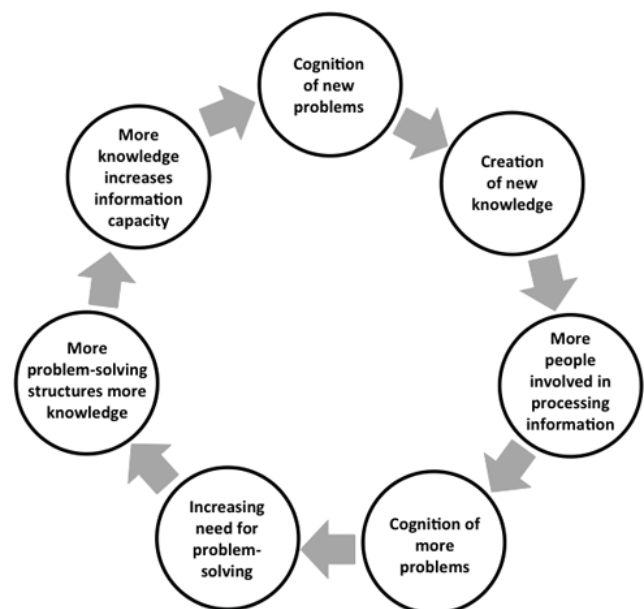 Cognition
of new
problems
Creation
of new
knowledge
More
people
involved in
processing
information
Cognition of
more
problems
Increasing
need for
problem-
solving
More
problem-solving
structures more
knowledge
More
knowledge
increases
information
capacity